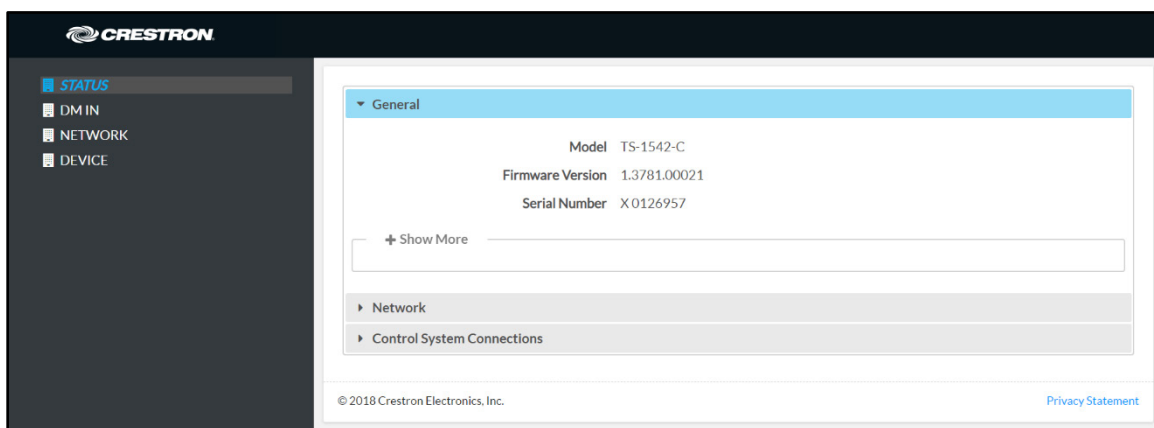 CRESTRON.
STATUS
DM IN
NETWORK
DEVICE
General
Model TS-1542-C
Firmware Version 1.3781.00021
Serial Number X 0126957
+ Show More
Network
Control System Connections
© 2018 Crestron Electronics, Inc. Privacy Statement